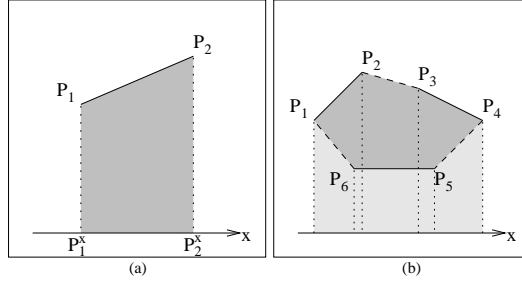 P₂
P₁
x
P₁ˣ P₂ˣ
(a)
P₂
P₃
P₁ P₄
P₆ P₅
x
(b)